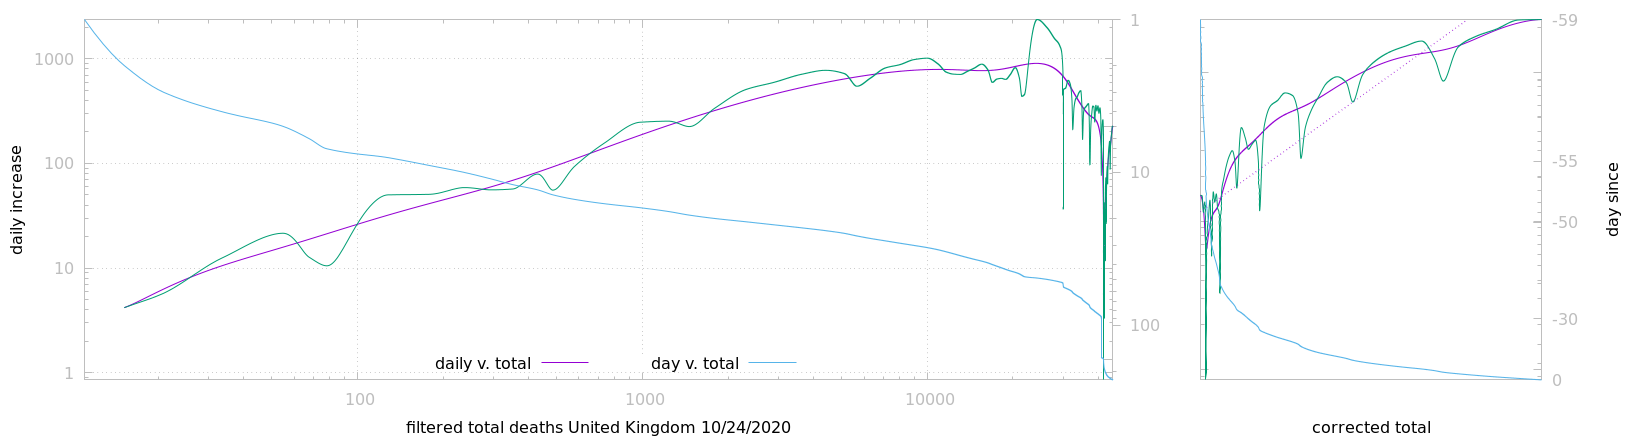 daily increase
1000
100
10
1
100
1000
10000
filtered total deaths United Kingdom 10/24/2020
daily v. total
day v. total
1
10
100
-59
-55
-50
-30
0
day since
corrected total